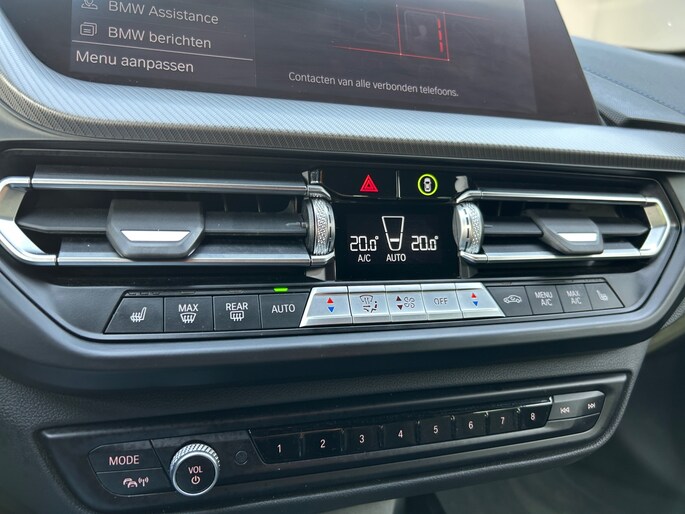 BMW Assistance
BMW berichten
Menu aanpassen
Contacten van alle verbonden telefoons.
20.0 20.0
A/C AUTO
MAX REAR AUTO OFF MENU A/C MAX A/C
MODE
VOL
1 2 3 4 5 6 7 8